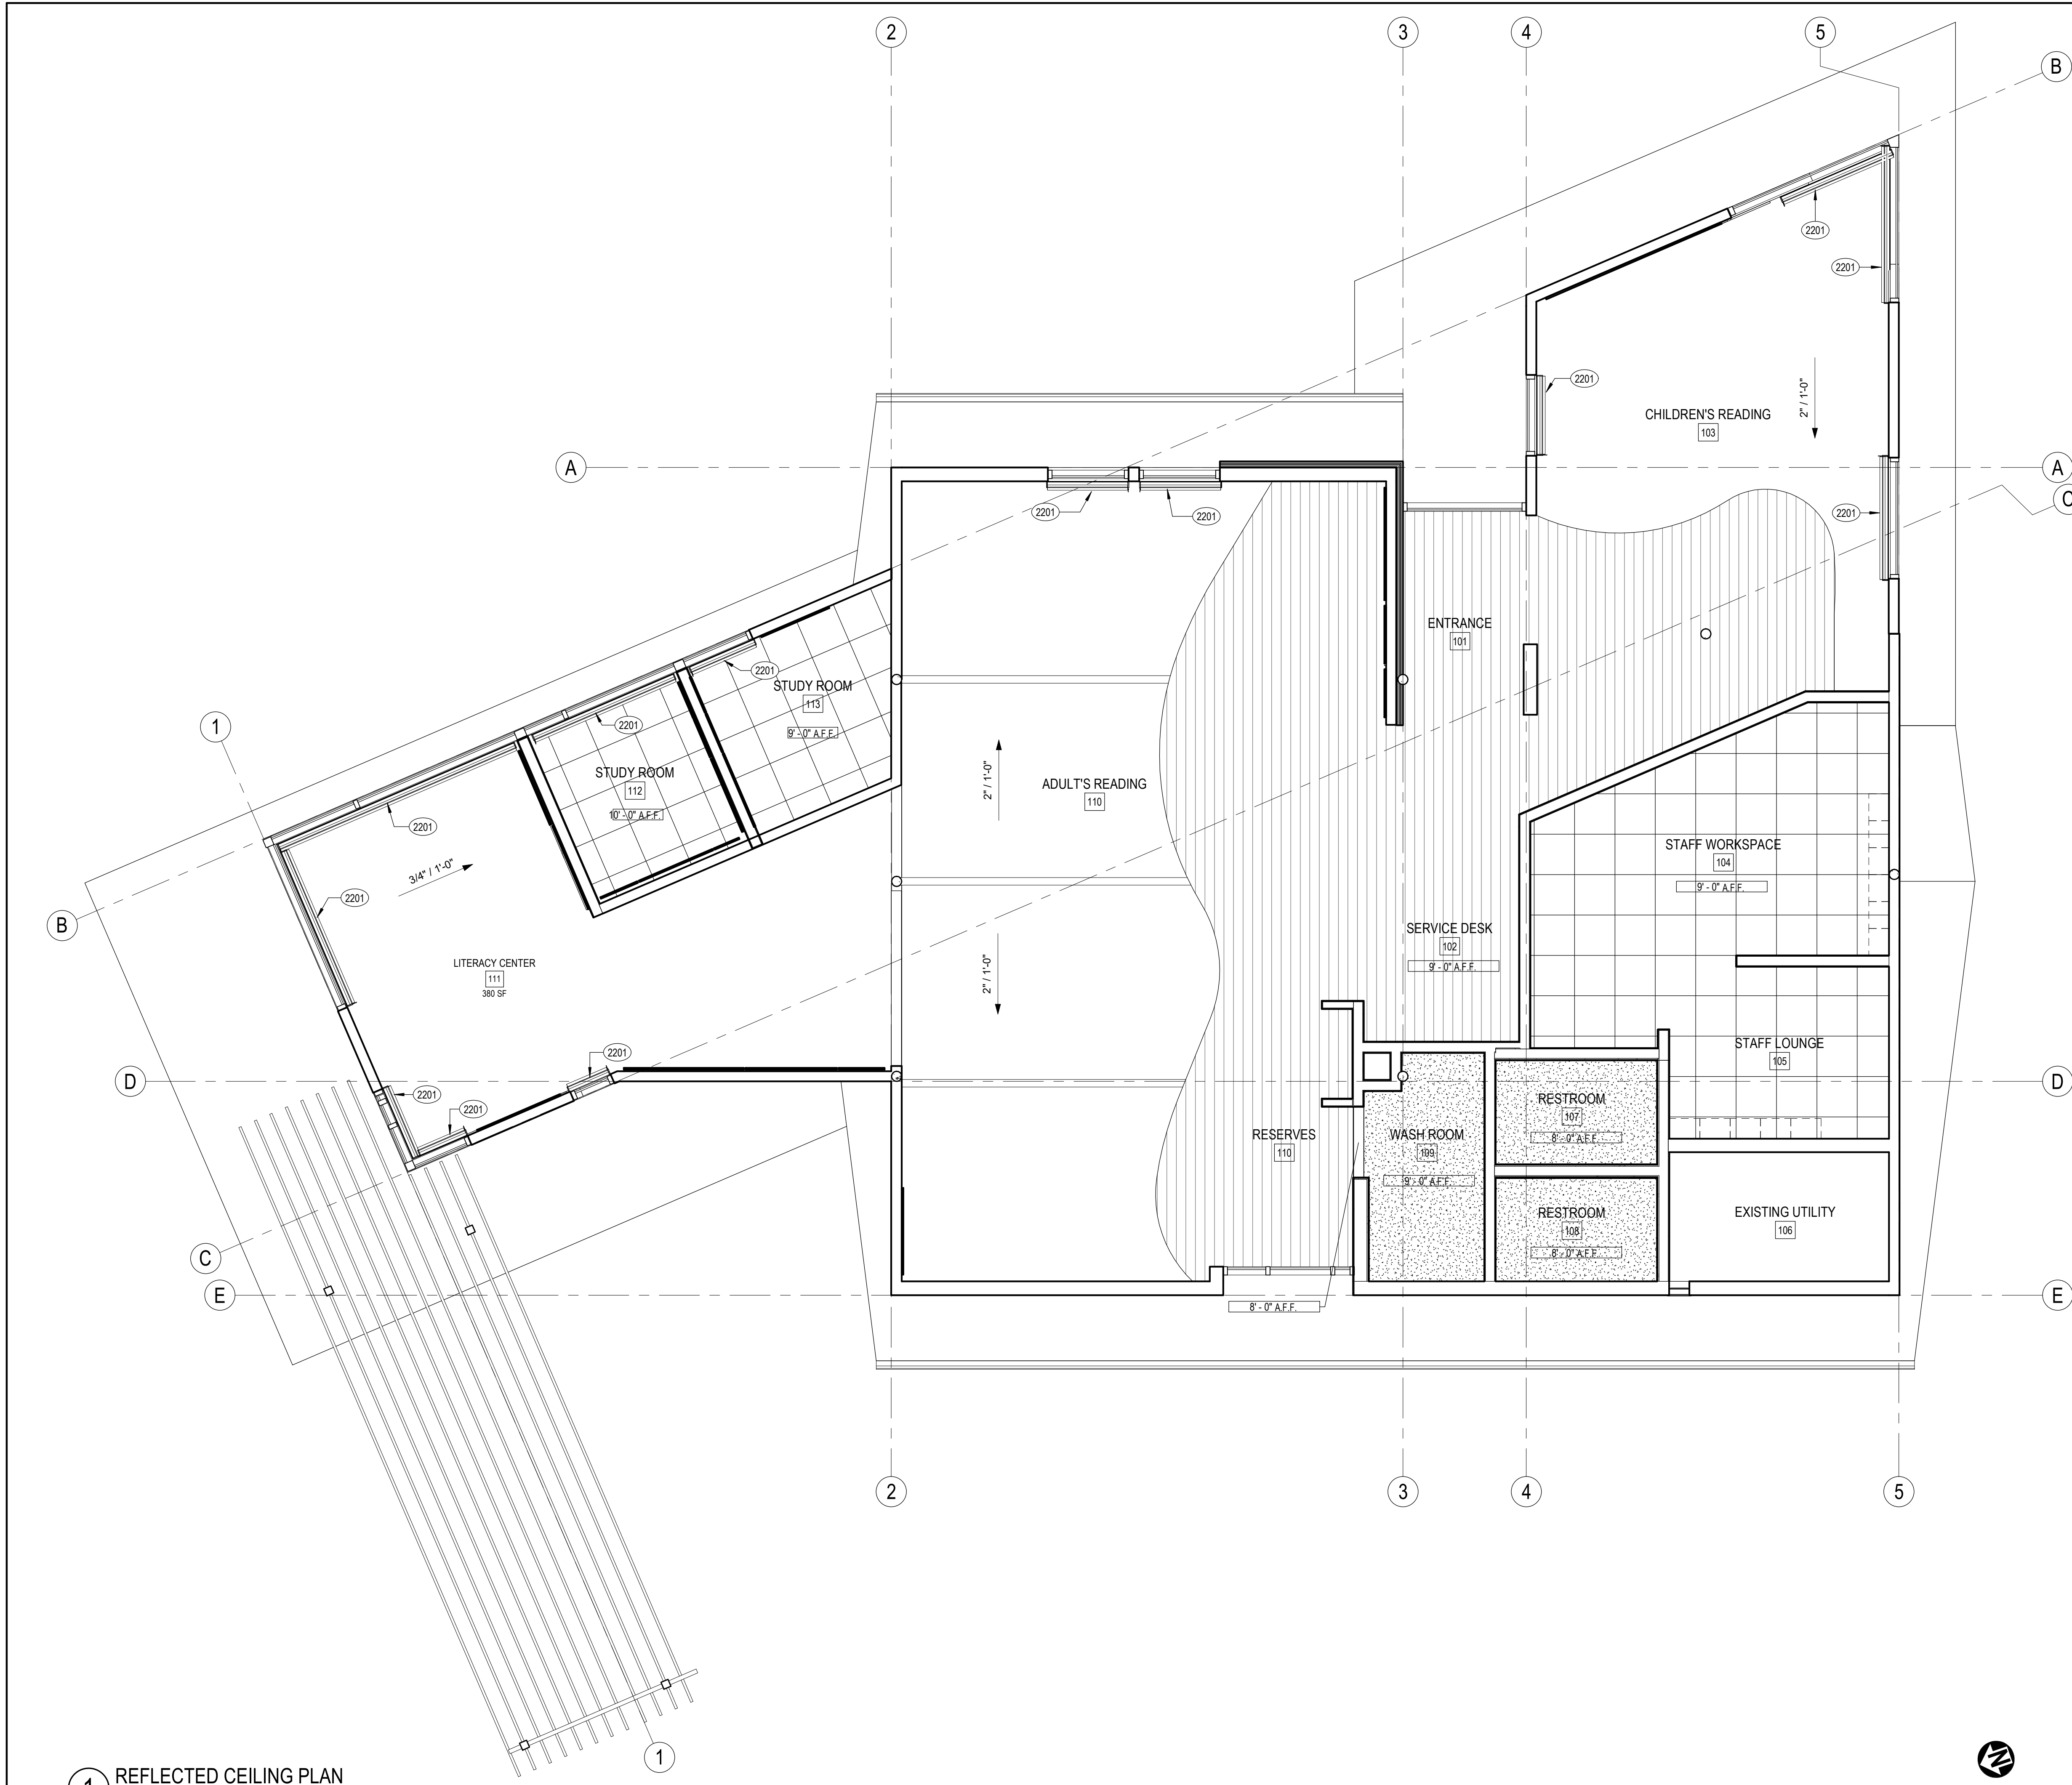 2
3
4
5
B
2201
2201
2201
CHILDREN'S READING
103
2" / 1'-0"
A
A
C
2201
2201
2201
ENTRANCE
101
2201
STUDY ROOM
113
9' - 0" A.F.F.
2201
STUDY ROOM
112
10' - 0" A.F.F.
1
2201
3/4" / 1'-0"
2201
B
2" / 1'-0"
ADULT'S READING
110
STAFF WORKSPACE
104
9' - 0" A.F.F.
SERVICE DESK
102
9' - 0" A.F.F.
LITERACY CENTER
111
380 SF
2" / 1'-0"
STAFF LOUNGE
105
2201
D
D
2201
2201
RESTROOM
107
8' - 0" A.F.F.
RESERVES
110
WASH ROOM
109
9' - 0" A.F.F.
RESTROOM
108
8' - 0" A.F.F.
EXISTING UTILITY
106
C
E
E
8' - 0" A.F.F.
2
3
4
5
1
N
1
REFLECTED CEILING PLAN